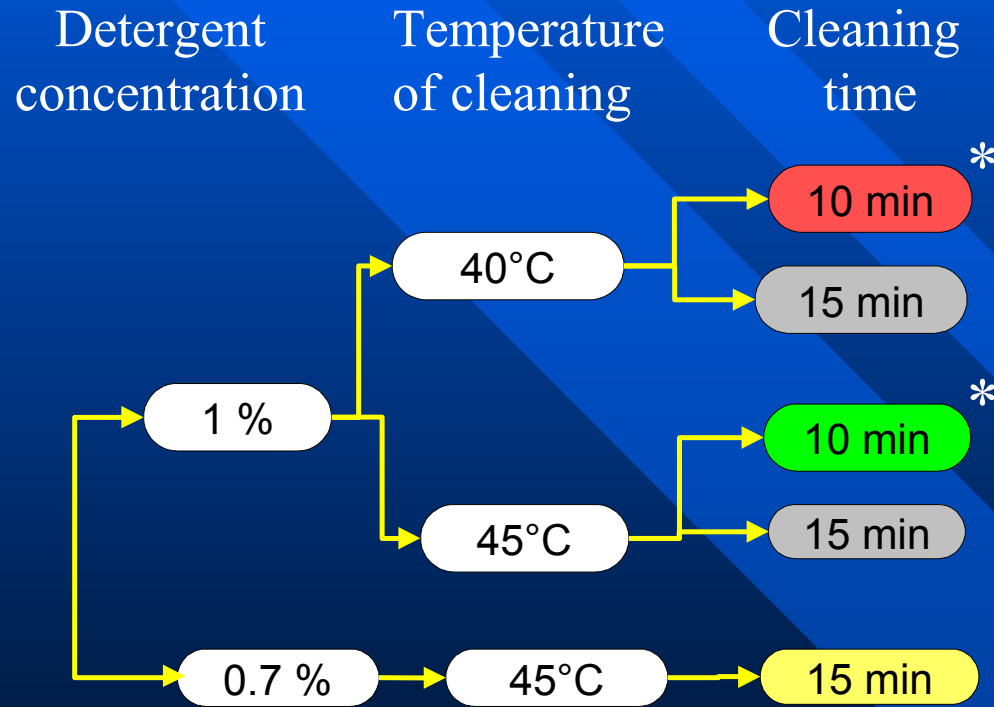 Detergent
concentration
Temperature
of cleaning
Cleaning
time
*
10 min
40°C
15 min
*
1 %
10 min
45°C
15 min
0.7 %
45°C
15 min